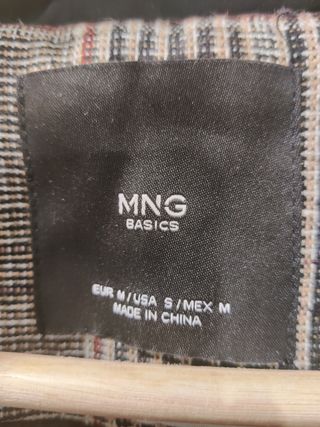 MNG
BASICS
EUR M/USA S/MEX M
MADE IN CHINA